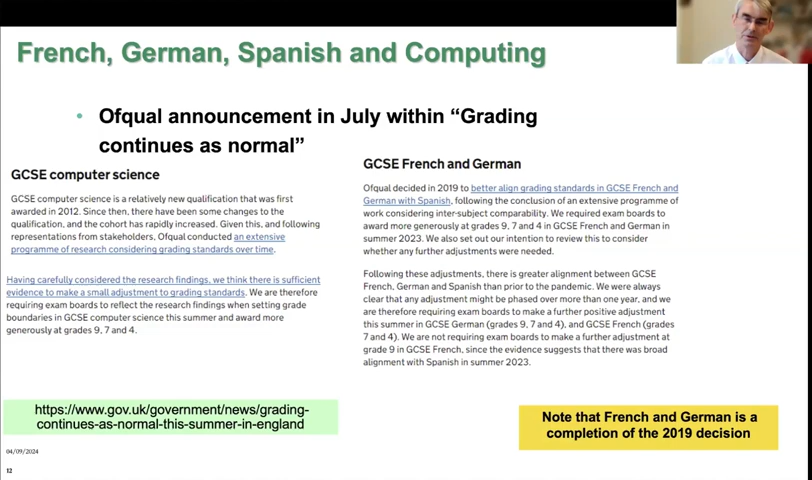 French, German, Spanish and Computing
• Ofqual announcement in July within “Grading
continues as normal”
GCSE computer science
GCSE computer science is a relatively new qualification that was first
awarded in 2012. Since then, there have been some changes to the
qualification, and the cohort has rapidly increased. Given this, and following
representations from stakeholders, Ofqual conducted an extensive
programme of research considering grading standards over time.
Having carefully considered the research findings, we think there is sufficient
evidence to make a small adjustment to grading standards. We are therefore
requiring exam boards to reflect the research findings when setting grade
boundaries in GCSE computer science this summer and award more
generously at grades 9, 7 and 4.
GCSE French and German
Ofqual decided in 2019 to better align grading standards in GCSE French and
German with Spanish, following the conclusion of an extensive programme of
work considering inter-subject comparability. We required exam boards to
award more generously at grades 9, 7 and 4 in GCSE French and German in
summer 2023. We also set out our intention to review this to consider
whether any further adjustments were needed.
Following these adjustments, there is greater alignment between GCSE
French, German and Spanish than prior to the pandemic. We were always
clear that any adjustment might be phased over more than one year, and we
are therefore requiring exam boards to make a further positive adjustment
this summer in GCSE German (grades 9, 7 and 4), and GCSE French (grades
7 and 4). We are not requiring exam boards to make a further adjustment at
grade 9 in GCSE French, since the evidence suggests that there was broad
alignment with Spanish in summer 2023.
https://www.gov.uk/government/news/grading-
continues-as-normal-this-summer-in-england
Note that French and German is a
completion of the 2019 decision
04/09/2024
12